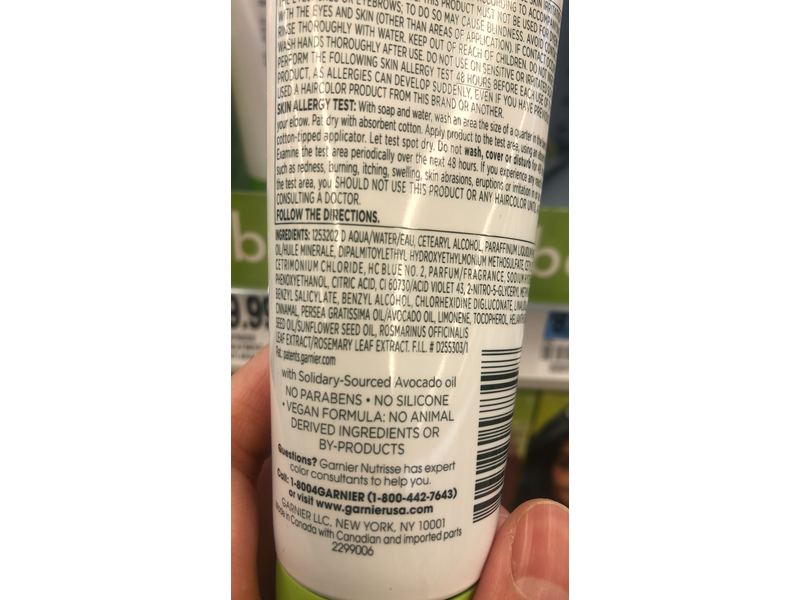 OR EYEBROWS; TO DO SO MAY CAUSE BLINDNESS. AVOID
WITH THE EYES AND SKIN (OTHER THAN AREAS OF APPLICATION). IF CONTACT
RINSE THOROUGHLY WITH WATER. KEEP OUT OF REACH OF CHILDREN. DO NOT
WASH HANDS THOROUGHLY AFTER USE. DO NOT USE ON SENSITIVE OR IRRITATED
PERFORM THE FOLLOWING SKIN ALLERGY TEST 48 HOURS BEFORE EACH USE
PRODUCT, AS ALLERGIES CAN DEVELOP SUDDENLY, EVEN IF YOU HAVE
USED A HAIRCOLOR PRODUCT FROM THIS BRAND OR ANOTHER.
SKIN ALLERGY TEST: With soap and water, wash an area the size of a quarter in the
your elbow. Pat dry with absorbent cotton. Apply product to the test area, using an
cotton-tipped applicator. Let test spot dry. Do not wash, cover or disturb for
Examine the test area periodically over the next 48 hours. If you experience any
such as redness, burning, itching, swelling, skin abrasions, eruptions or irritation in
the test area, you SHOULD NOT USE THIS PRODUCT OR ANY HAIRCOLOR UNTIL
CONSULTING A DOCTOR.
FOLLOW THE DIRECTIONS.
INGREDIENTS: 1253202 D AQUA/WATER/EAU, CETEARYL ALCOHOL, PARAFFINUM LIQUIDUM
OIL/HUILE MINERALE, DIPALMITOYLETHYL HYDROXYETHYLMONIUM METHOSULFATE,
CETRIMONIUM CHLORIDE, HC BLUE NO. 2, PARFUM/FRAGRANCE, SODIUM
PHENOXYETHANOL, CITRIC ACID, CI 60730/ACID VIOLET 43, 2-NITRO-5-GLYCERYL
BENZYL SALICYLATE, BENZYL ALCOHOL, CHLORHEXIDINE DIGLUCONATE,
CINNAMAL, PERSEA GRATISSIMA OIL/AVOCADO OIL, LIMONENE, TOCOPHEROL,
SEED OIL/SUNFLOWER SEED OIL, ROSMARINUS OFFICINALIS
LEAF EXTRACT/ROSEMARY LEAF EXTRACT. F.I.L. # D255303/1
Pat: patents.garnier.com
with Solidary-Sourced Avocado oil
NO PARABENS • NO SILICONE
• VEGAN FORMULA: NO ANIMAL
DERIVED INGREDIENTS OR
BY-PRODUCTS
Questions? Garnier Nutrisse has expert
color consultants to help you.
Call: 1-8004GARNIER (1-800-442-7643)
or visit www.garnierusa.com
GARNIER LLC, NEW YORK, NY 10001
Made in Canada with Canadian and imported parts
2299006